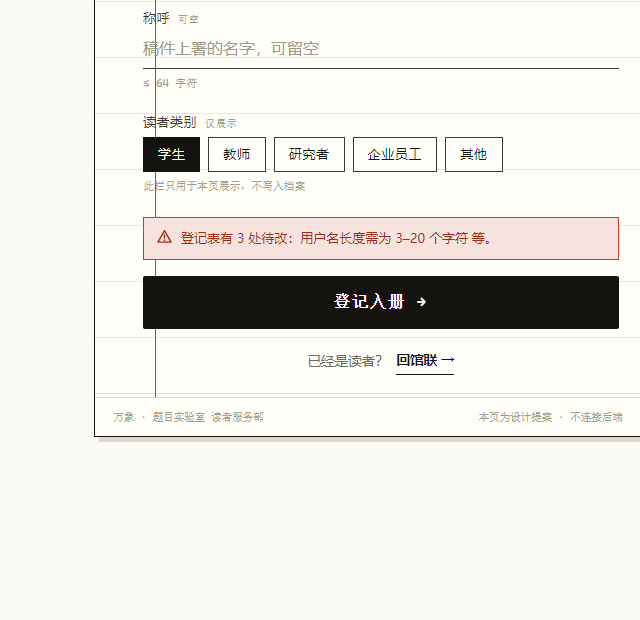 称呼 可空
稿件上署的名字，可留空
≤ 64 字符
读者类别 仅展示
学生 教师 研究者 企业员工 其他
此栏只用于本页展示，不写入档案
登记表有 3 处待改：用户名长度需为 3–20 个字符 等。
登记入册 →
已经是读者？ 回馆联 →
万象 · 题目实验室 读者服务部 本页为设计提案 · 不连接后端